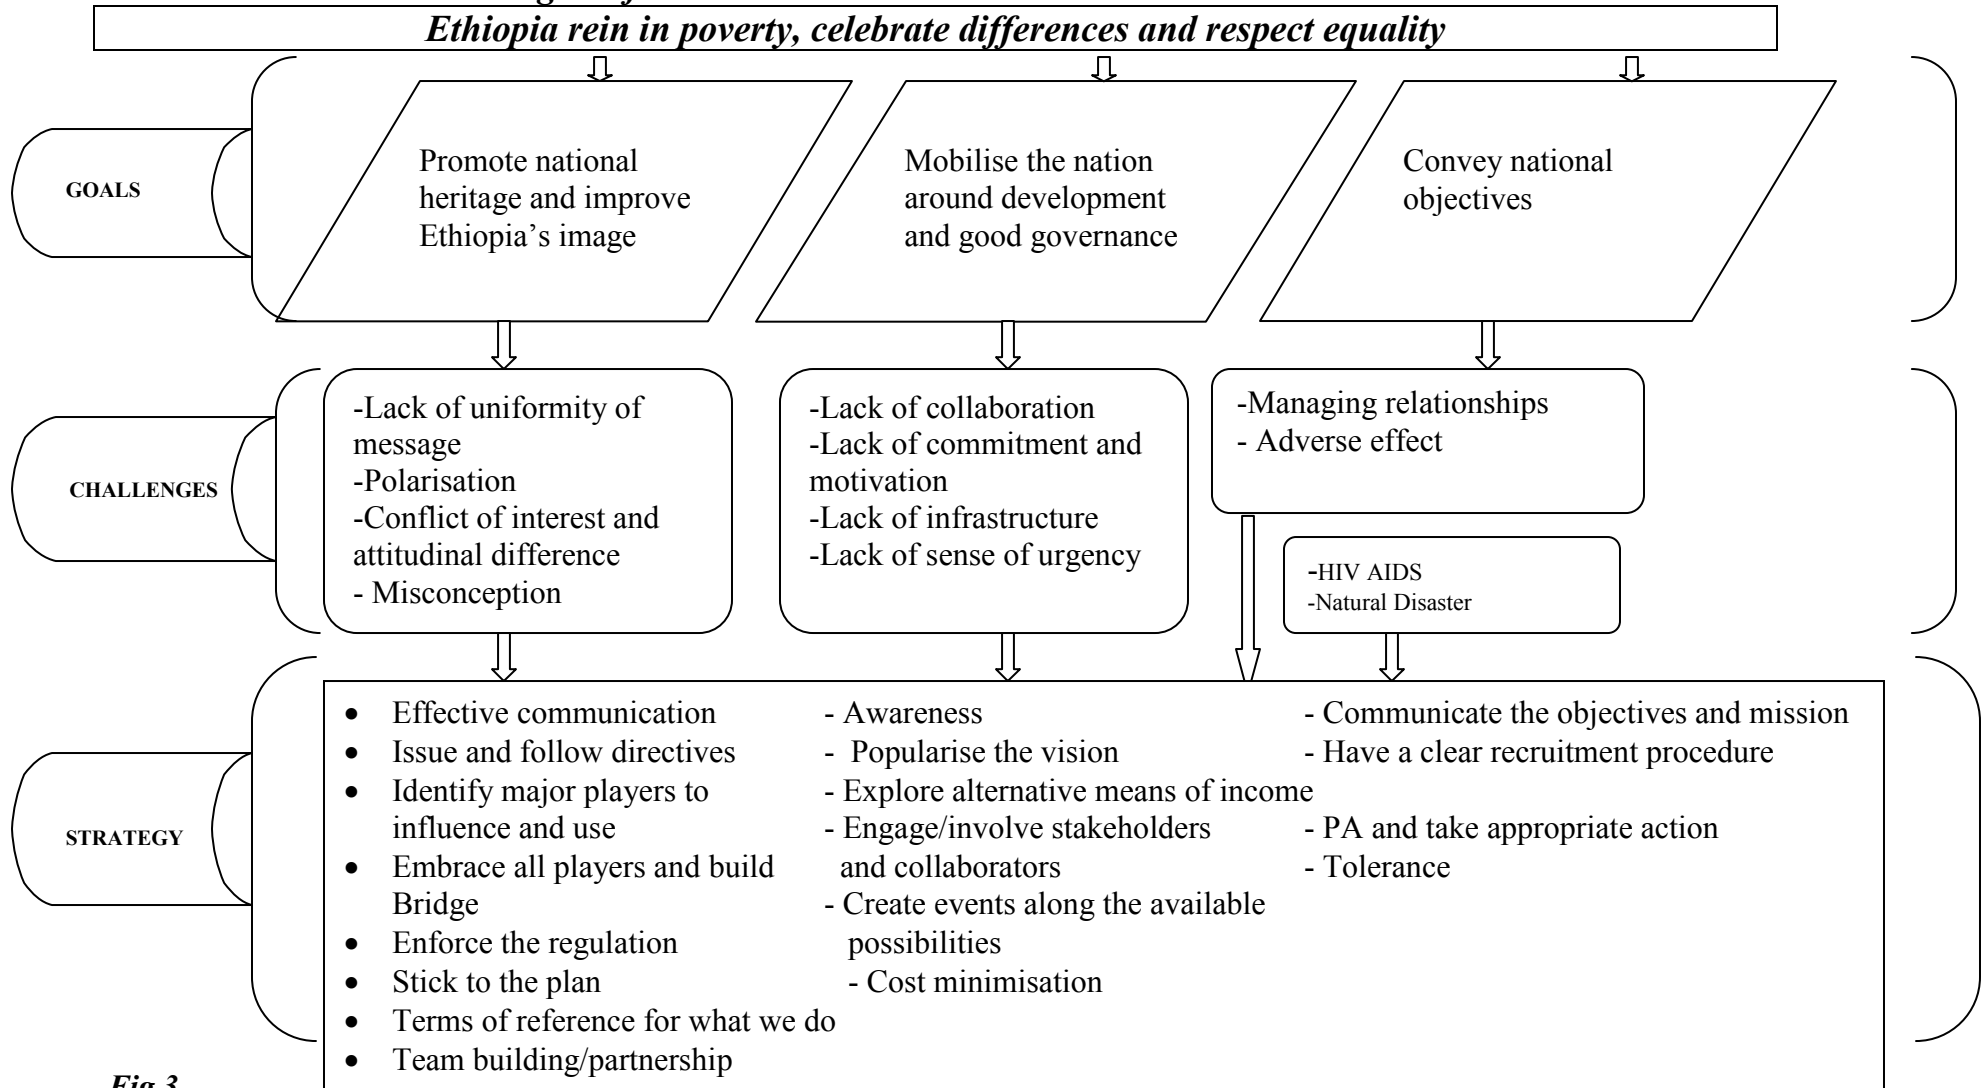 Ethiopia rein in poverty, celebrate differences and respect equality
GOALS
Promote national
heritage and improve
Ethiopia’s image
Mobilise the nation
around development
and good governance
Convey national
objectives
CHALLENGES
-Lack of uniformity of
message
-Polarisation
-Conflict of interest and
attitudinal difference
- Misconception
-Lack of collaboration
-Lack of commitment and
motivation
-Lack of infrastructure
-Lack of sense of urgency
-Managing relationships
- Adverse effect
-HIV AIDS
-Natural Disaster
STRATEGY
• Effective communication
• Issue and follow directives
• Identify major players to
influence and use
• Embrace all players and build
Bridge
• Enforce the regulation
• Stick to the plan
• Terms of reference for what we do
• Team building/partnership
- Awareness
- Popularise the vision
- Explore alternative means of income
- Engage/involve stakeholders
and collaborators
- Create events along the available
possibilities
- Cost minimisation
- Communicate the objectives and mission
- Have a clear recruitment procedure
- PA and take appropriate action
- Tolerance
Fig 3